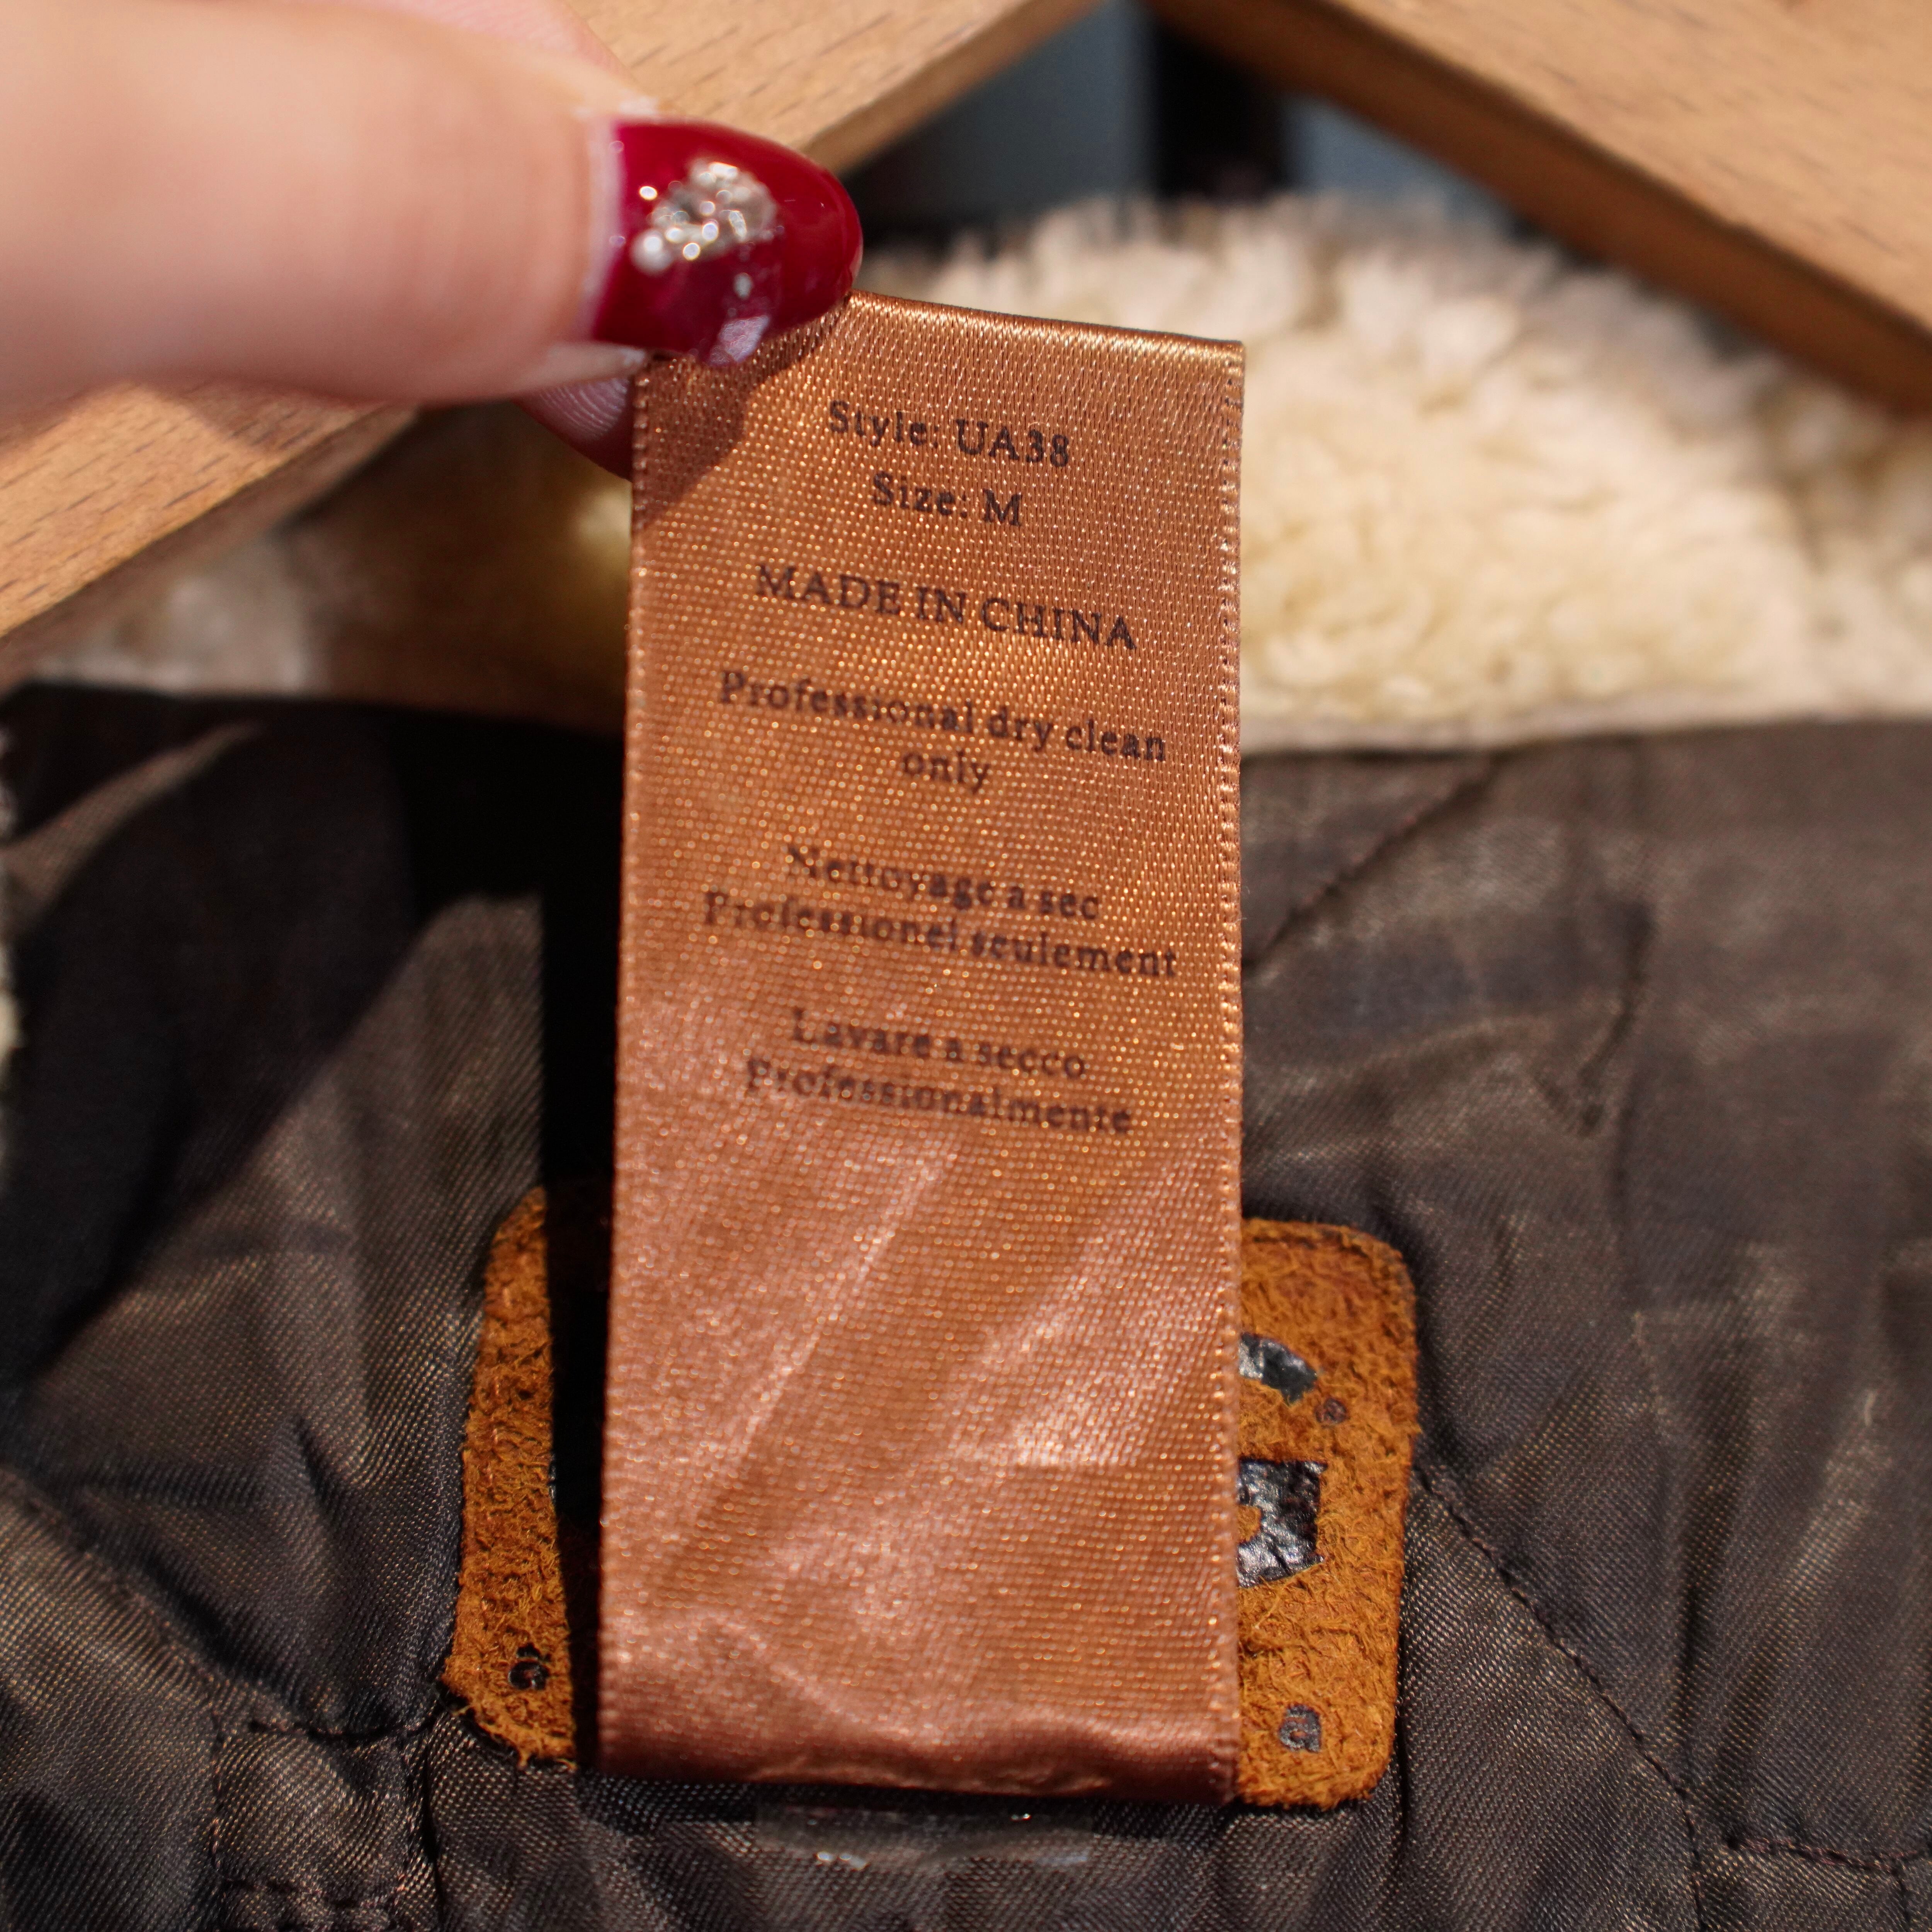 Style: UA38
Size: M
MADE IN CHINA
Professional dry clean
only
Nettoyage a sec
Professionel seulement
Lavare a secco
Professionalmente
a